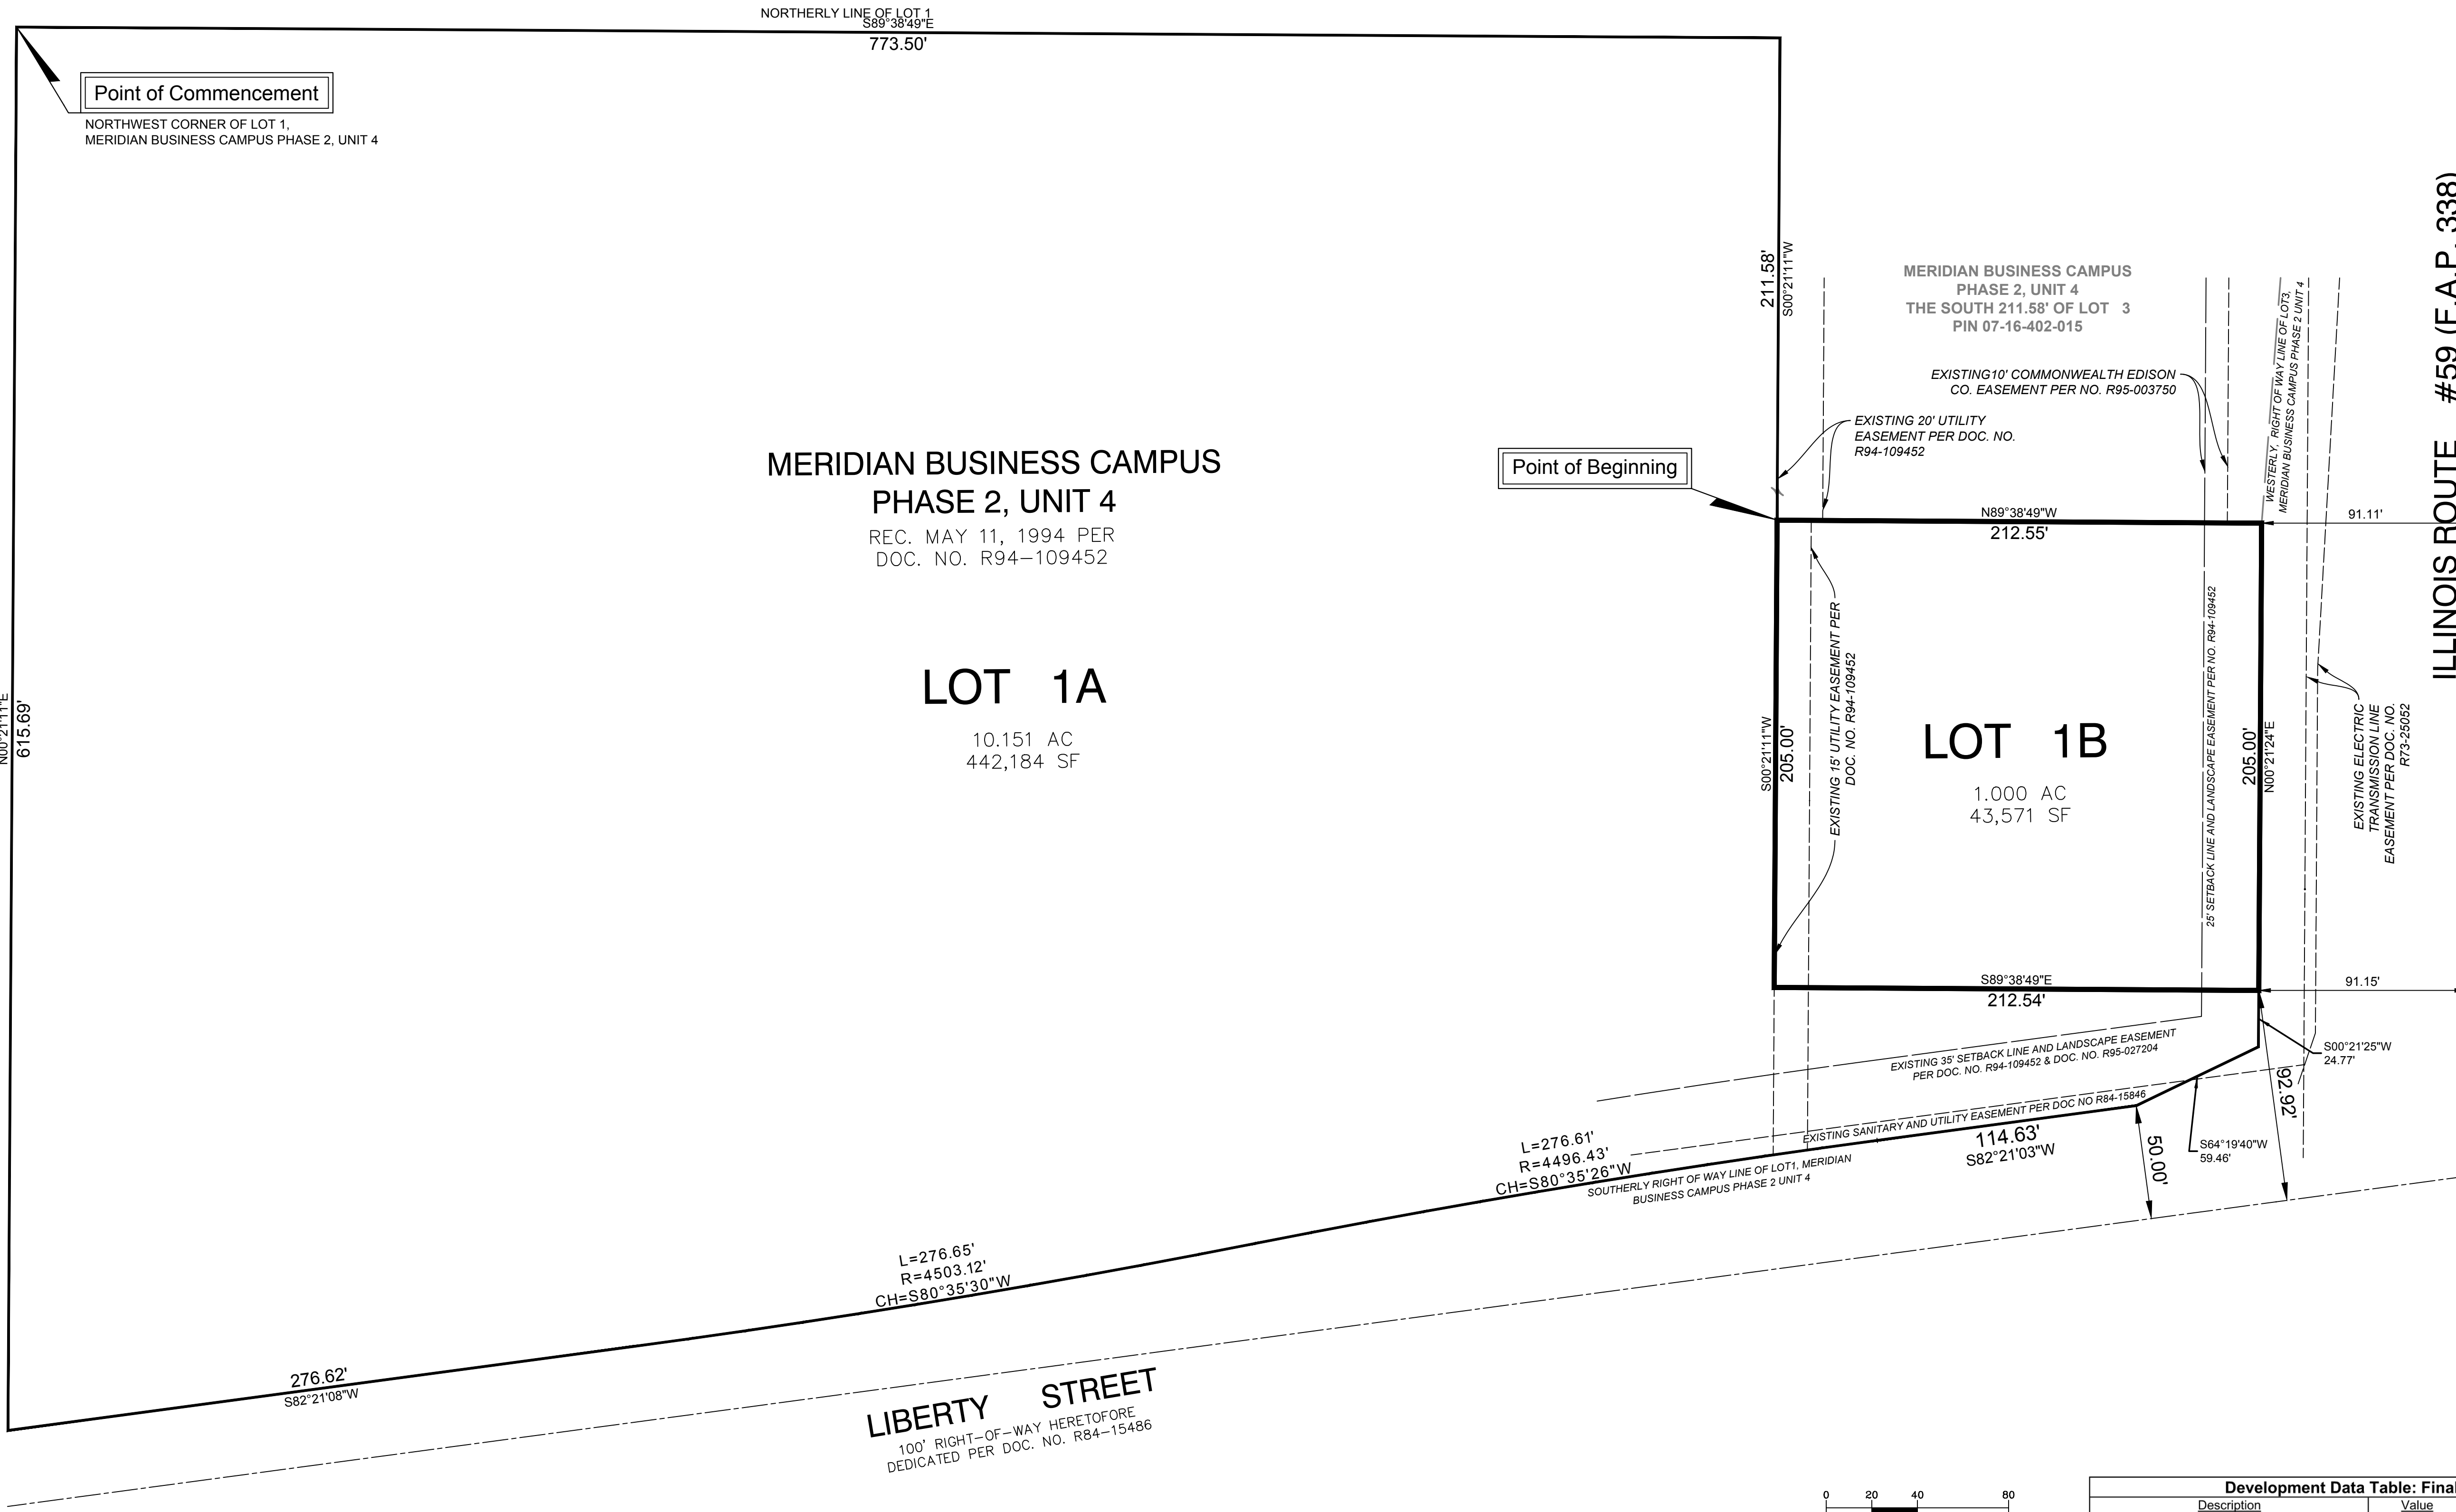 NORTHERLY LINE OF LOT 1
S89°38'49"E
773.50'
Point of Commencement
NORTHWEST CORNER OF LOT 1,
MERIDIAN BUSINESS CAMPUS PHASE 2, UNIT 4
211.58'
S00°21'11"W
MERIDIAN BUSINESS CAMPUS
PHASE 2, UNIT 4
THE SOUTH 211.58' OF LOT 3
PIN 07-16-402-015
EXISTING10' COMMONWEALTH EDISON
CO. EASEMENT PER NO. R95-003750
EXISTING 20' UTILITY
EASEMENT PER DOC. NO.
R94-109452
WESTERLY, RIGHT OF WAY LINE OF LOT3,
MERIDIAN BUSINESS CAMPUS PHASE 2 UNIT 4
ILLINOIS ROUTE #59 (F.A.P. 338)
MERIDIAN BUSINESS CAMPUS
PHASE 2, UNIT 4
REC. MAY 11, 1994 PER
DOC. NO. R94-109452
Point of Beginning
N89°38'49"W
212.55'
91.11'
LOT 1A
10.151 AC
442,184 SF
N00°21'11"E
615.69'
S00°21'11"W
205.00'
EXISTING 15' UTILITY EASEMENT PER
DOC. NO. R94-109452
LOT 1B
1.000 AC
43,571 SF
25' SETBACK LINE AND LANDSCAPE EASEMENT PER NO. R94-109452
205.00'
N00°21'24"E
EXISTING ELECTRIC
TRANSMISSION LINE
EASEMENT PER DOC. NO.
R73-25052
S89°38'49"E
212.54'
91.15'
EXISTING 35' SETBACK LINE AND LANDSCAPE EASEMENT
PER DOC. NO. R94-109452 & DOC. NO. R95-027204
S00°21'25"W
24.77'
92.92'
EXISTING SANITARY AND UTILITY EASEMENT PER DOC NO R84-15846
114.63'
S82°21'03"W
50.00'
S64°19'40"W
59.46'
L=276.61'
R=4496.43'
CH=S80°35'26"W
SOUTHERLY RIGHT OF WAY LINE OF LOT1, MERIDIAN
BUSINESS CAMPUS PHASE 2 UNIT 4
L=276.65'
R=4503.12'
CH=S80°35'30"W
276.62'
S82°21'08"W
LIBERTY STREET
100' RIGHT-OF-WAY HERETOFORE
DEDICATED PER DOC. NO. R84-15486
0 20 40 80
Development Data Table: Final
Description Value